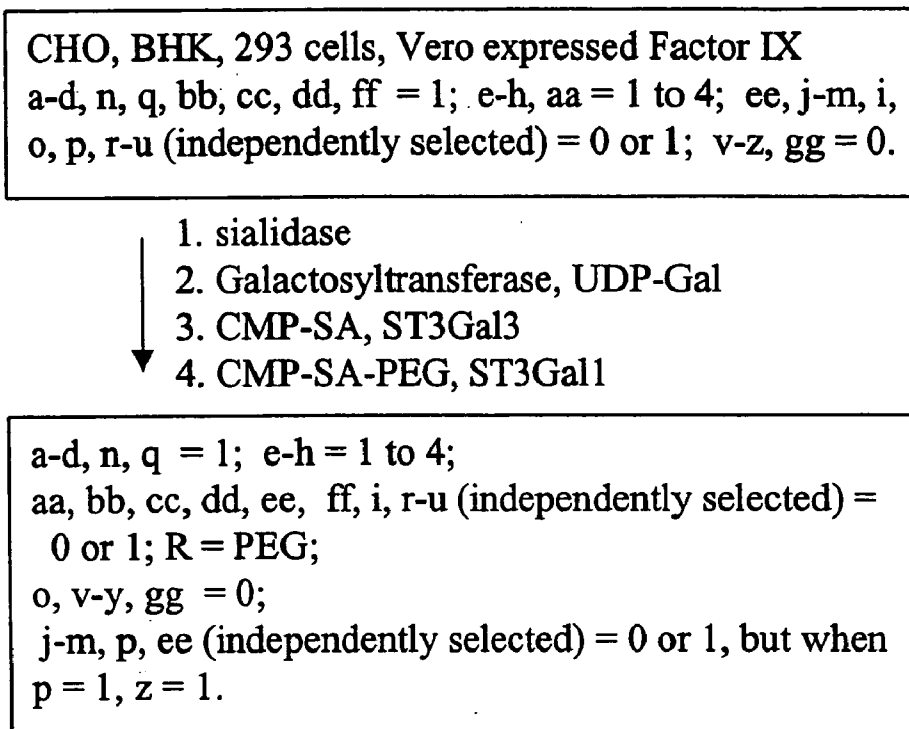 CHO, BHK, 293 cells, Vero expressed Factor IX
a-d, n, q, bb, cc, dd, ff = 1; e-h, aa = 1 to 4; ee, j-m, i,
o, p, r-u (independently selected) = 0 or 1; v-z, gg = 0.
1. sialidase
2. Galactosyltransferase, UDP-Gal
3. CMP-SA, ST3Gal3
4. CMP-SA-PEG, ST3Gal1
a-d, n, q = 1; e-h = 1 to 4;
aa, bb, cc, dd, ee, ff, i, r-u (independently selected) =
0 or 1; R = PEG;
o, v-y, gg = 0;
j-m, p, ee (independently selected) = 0 or 1, but when
p = 1, z = 1.